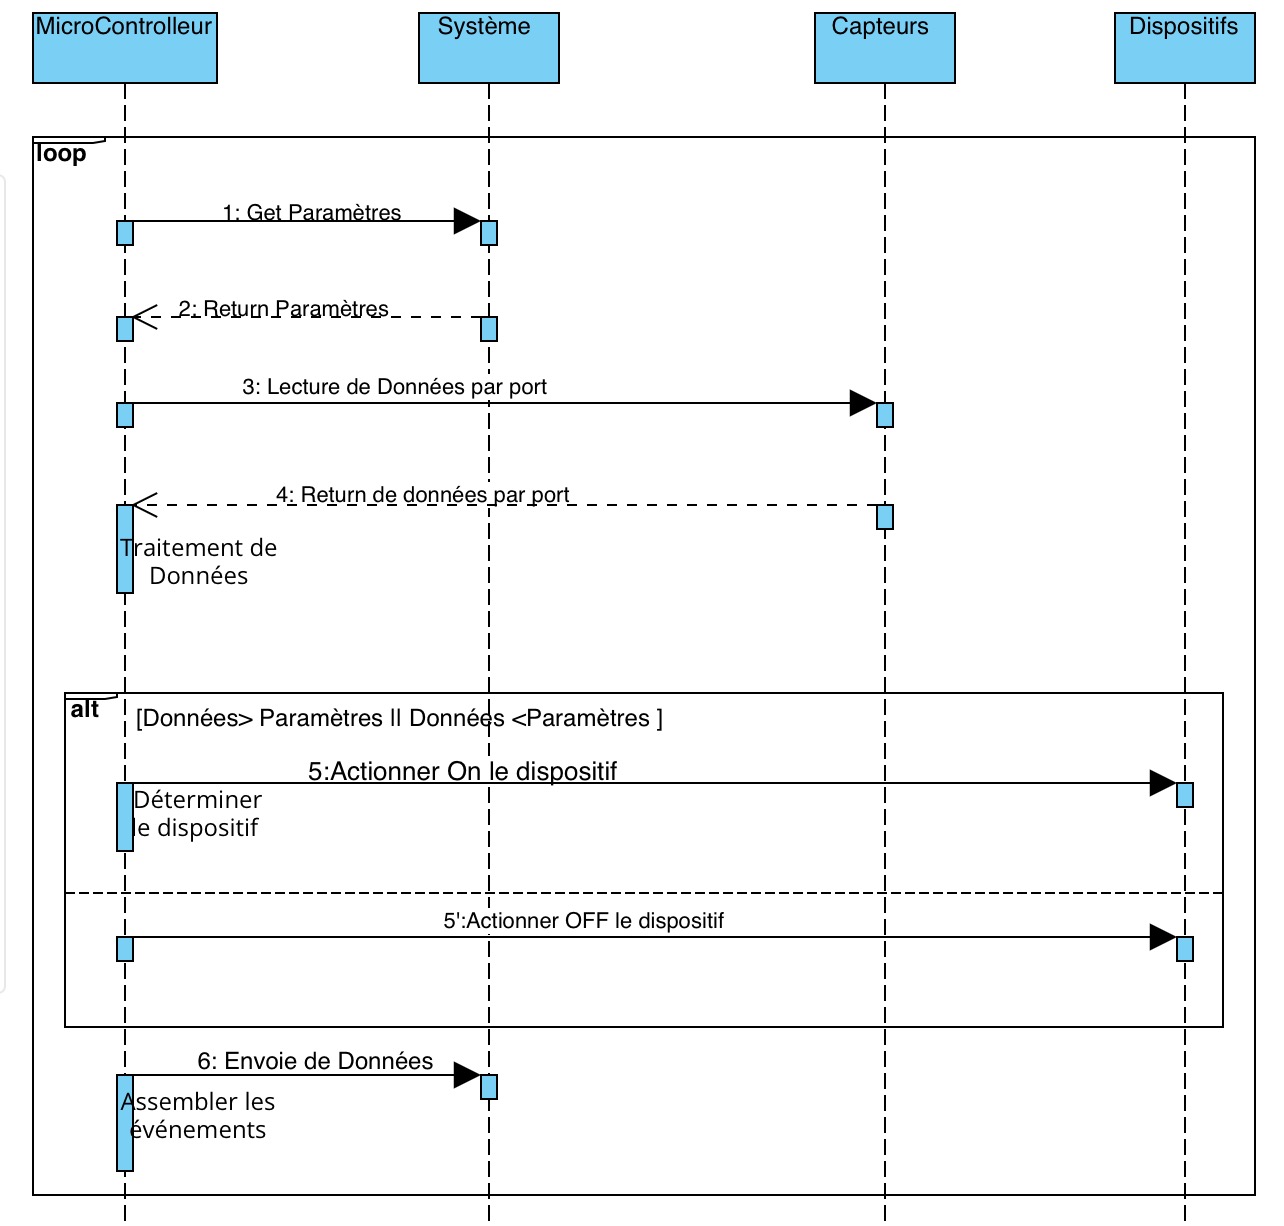 MicroControlleur
Système
Capteurs
Dispositifs
loop
1: Get Paramètres
2: Return Paramètres
3: Lecture de Données par port
4: Return de données par port
Traitement de
Données
alt
[Données> Paramètres || Données <Paramètres ]
5:Actionner On le dispositif
Déterminer
le dispositif
5':Actionner OFF le dispositif
6: Envoie de Données
Assembler les
événements